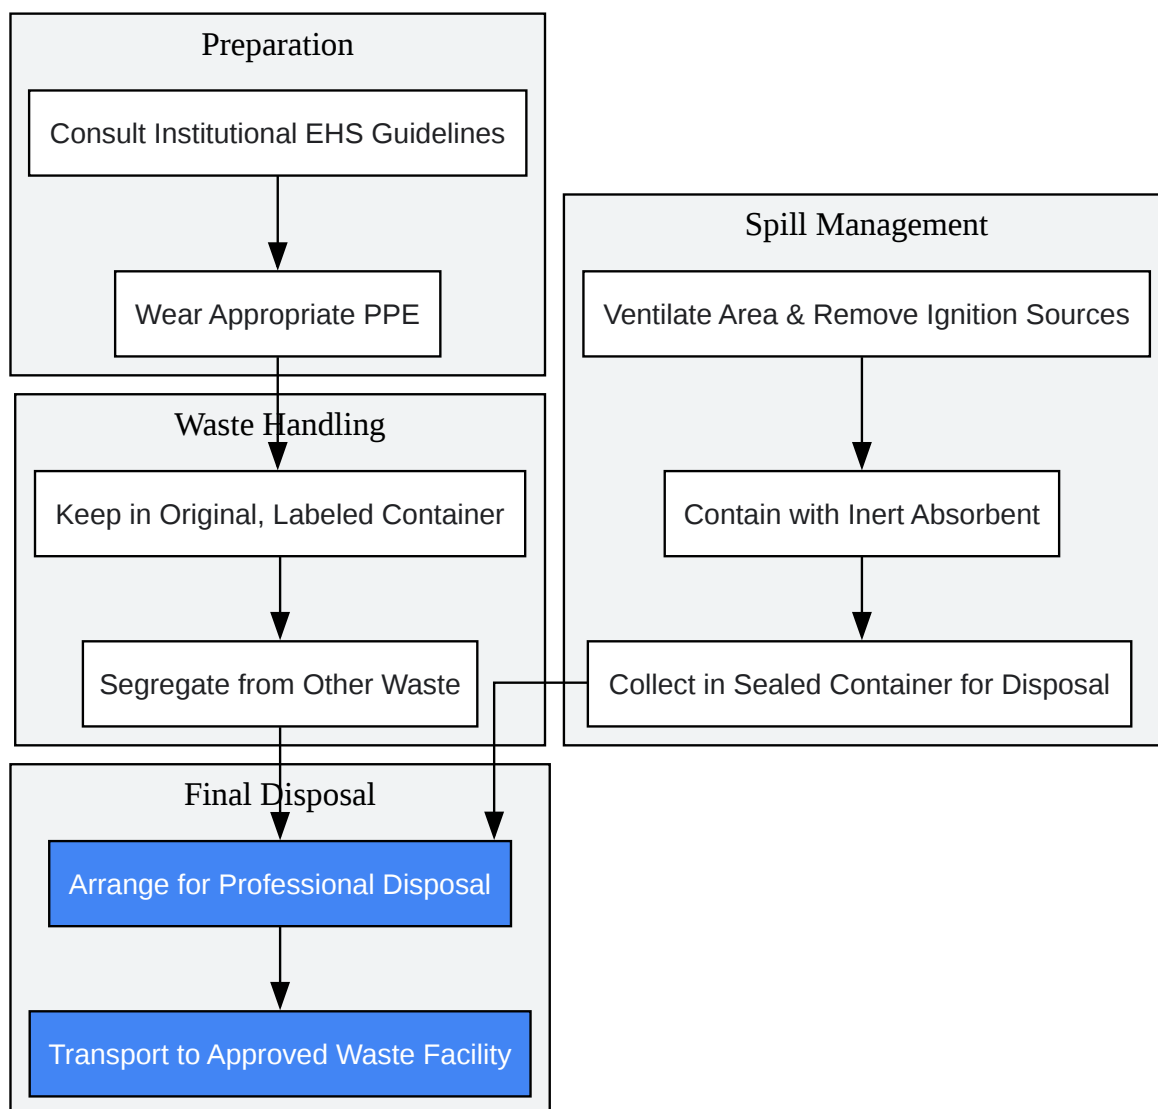 Preparation
Consult Institutional EHS Guidelines
Wear Appropriate PPE
Waste Handling
Keep in Original, Labeled Container
Segregate from Other Waste
Spill Management
Ventilate Area & Remove Ignition Sources
Contain with Inert Absorbent
Collect in Sealed Container for Disposal
Final Disposal
Arrange for Professional Disposal
Transport to Approved Waste Facility